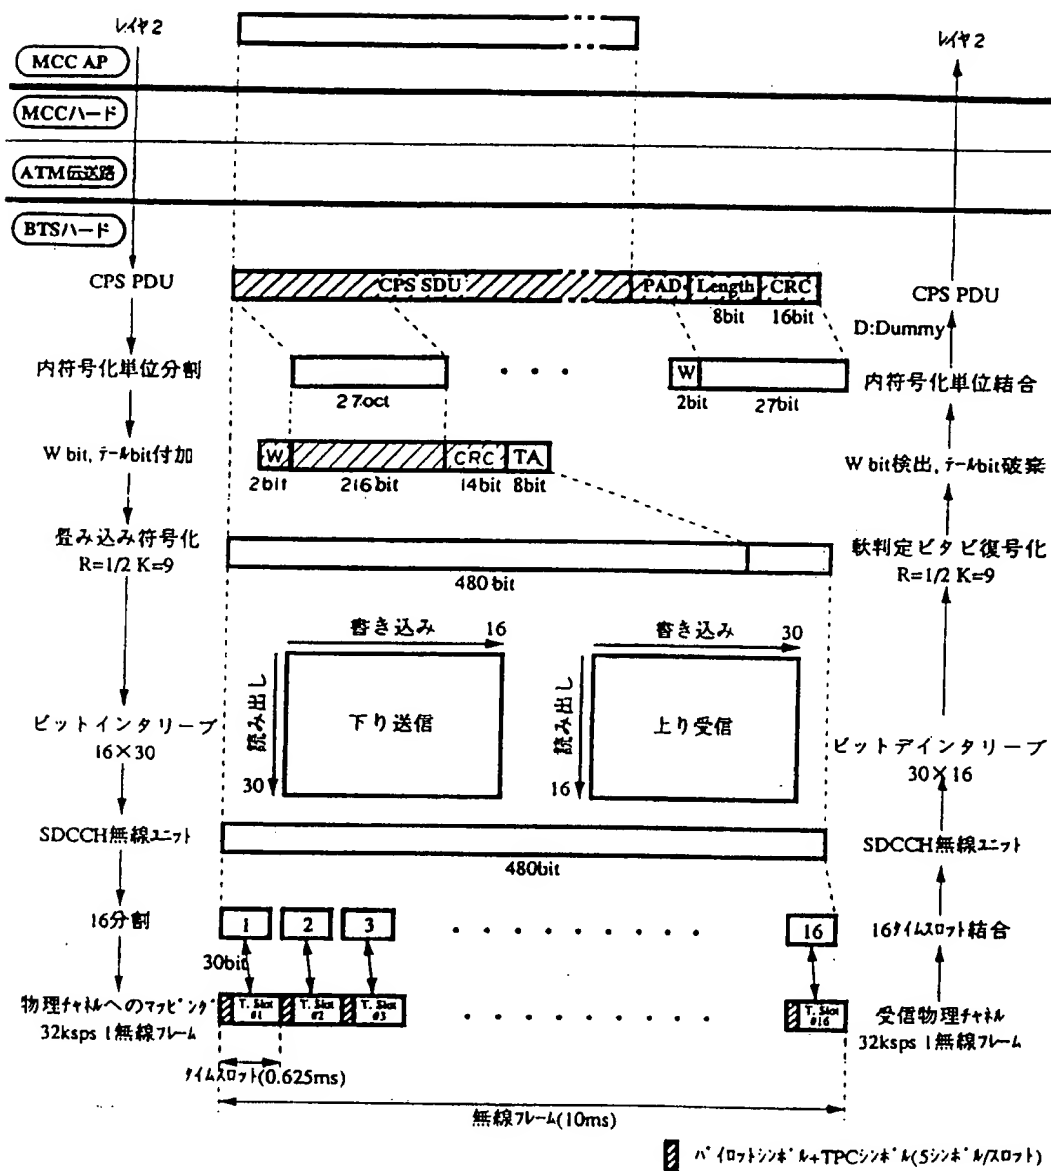 レイヤ2
レイヤ2
MCC AP
MCCハード
ATM伝送路
BTSハード
CPS PDU
CPS SDU
PAD
Length
CRC
8bit
16bit
CPS PDU
D:Dummy
内符号化単位分割
27oct
W
2bit
27bit
内符号化単位結合
W bit, テールbit付加
W
CRC
TA
2bit
216bit
14bit
8bit
W bit検出, テールbit破棄
畳み込み符号化
R=1/2 K=9
480bit
軟判定ビタビ復号化
R=1/2 K=9
書き込み
16
読み出し
30
下り送信
書き込み
30
読み出し
16
上り受信
ビットインタリーブ
16×30
ビットデインタリーブ
30×16
SDCCH無線ユニット
480bit
SDCCH無線ユニット
16分割
1
2
3
16
30bit
16タイムスロット結合
物理チャネルへのマッピング
32ksps 1無線フレーム
T. Slot
#1
T. Slot
#2
T. Slot
#3
T. Slot
#16
受信物理チャネル
32ksps 1無線フレーム
タイムスロット(0.625ms)
無線フレーム(10ms)
パイロットシンボル+TPCシンボル(5シンボル/スロット)